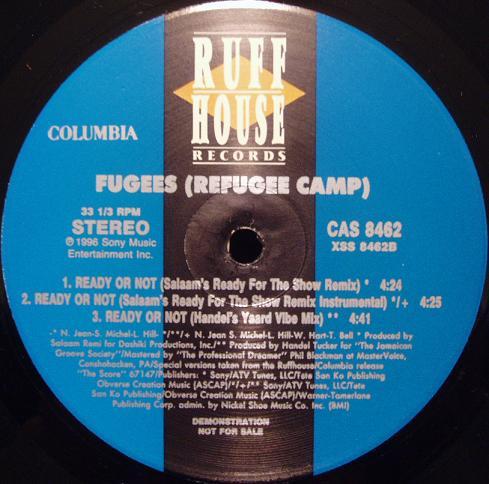 RUFF
HOUSE
RECORDS
COLUMBIA
FUGEES (REFUGEE CAMP)
33 1/3 RPM
STEREO
℗ 1996 Sony Music
Entertainment Inc.
CAS 8462
XSS 8462B
1. READY OR NOT (Salaam's Ready For The Show Remix) * 4:24
2. READY OR NOT (Salaam's Ready For The Show Remix Instrumental) */+ 4:25
3. READY OR NOT (Handel's Yaard Vibe Mix) ** 4:41
-* N. Jean-S. Michel-L. Hill- */**/+ N. Jean S. Michel-L. Hill-W. Hart-T. Bell * Produced by
Salaam Remi for Dashiki Productions, Inc./** Produced by Handel Tucker for "The Jamaican
Groove Society"/Mastered by "The Professional Dreamer" Phil Blackman at MasterVoice,
Conshohocken, PA/Special versions taken from the Ruffhouse/Columbia release
"The Score" 67147/Publishers: * Sony/ATV Tunes, LLC/Tete San Ko Publishing
Obverse Creation Music (ASCAP)/*/+/** Sony/ATV Tunes, LLC/Tete
San Ko Publishing/Obverse Creation Music (ASCAP)/Warner-Tamerlane
Publishing Corp. admin. by Nickel Shoe Music Co. Inc. (BMI)
DEMONSTRATION
NOT FOR SALE